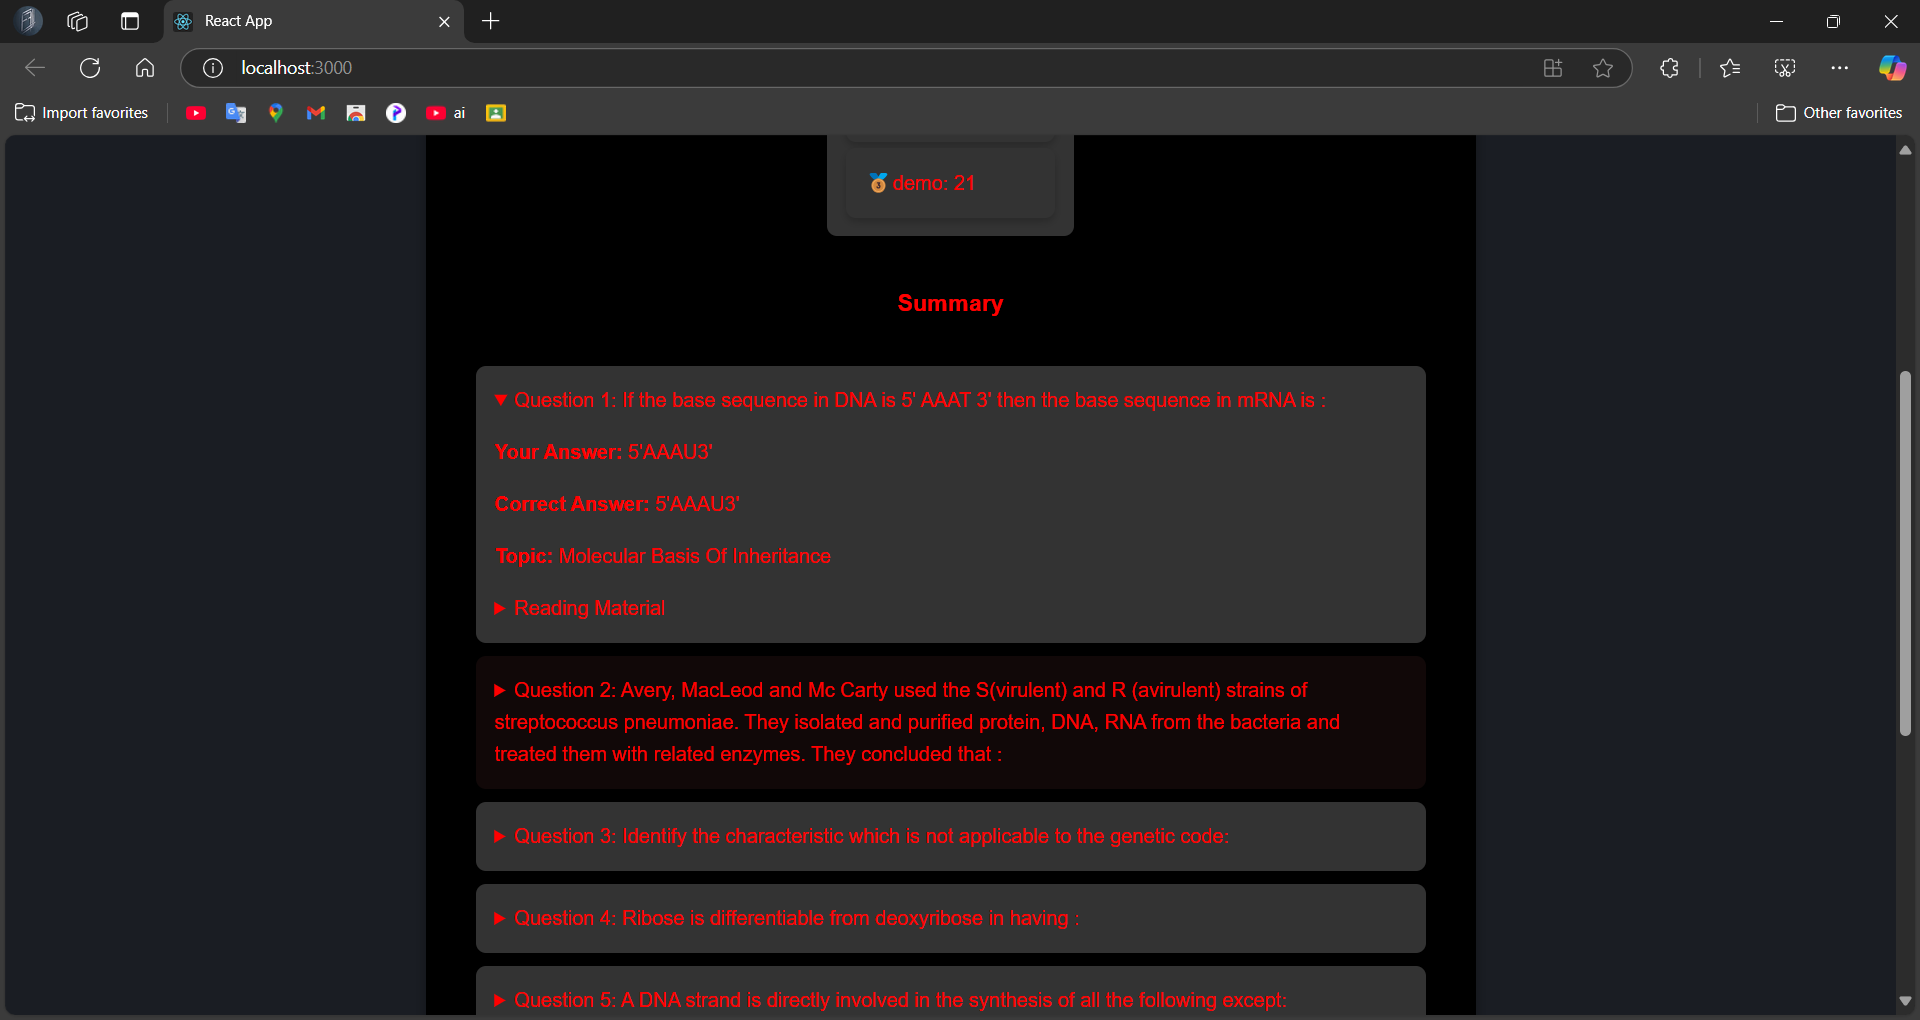 React App
localhost:3000
Import favorites
ai
Other favorites
demo: 21
Summary
▼ Question 1: If the base sequence in DNA is 5' AAAT 3' then the base sequence in mRNA is :
Your Answer: 5'AAAU3'
Correct Answer: 5'AAAU3'
Topic: Molecular Basis Of Inheritance
▶ Reading Material
▶ Question 2: Avery, MacLeod and Mc Carty used the S(virulent) and R (avirulent) strains of
streptococcus pneumoniae. They isolated and purified protein, DNA, RNA from the bacteria and
treated them with related enzymes. They concluded that :
▶ Question 3: Identify the characteristic which is not applicable to the genetic code:
▶ Question 4: Ribose is differentiable from deoxyribose in having :
▶ Question 5: A DNA strand is directly involved in the synthesis of all the following except: